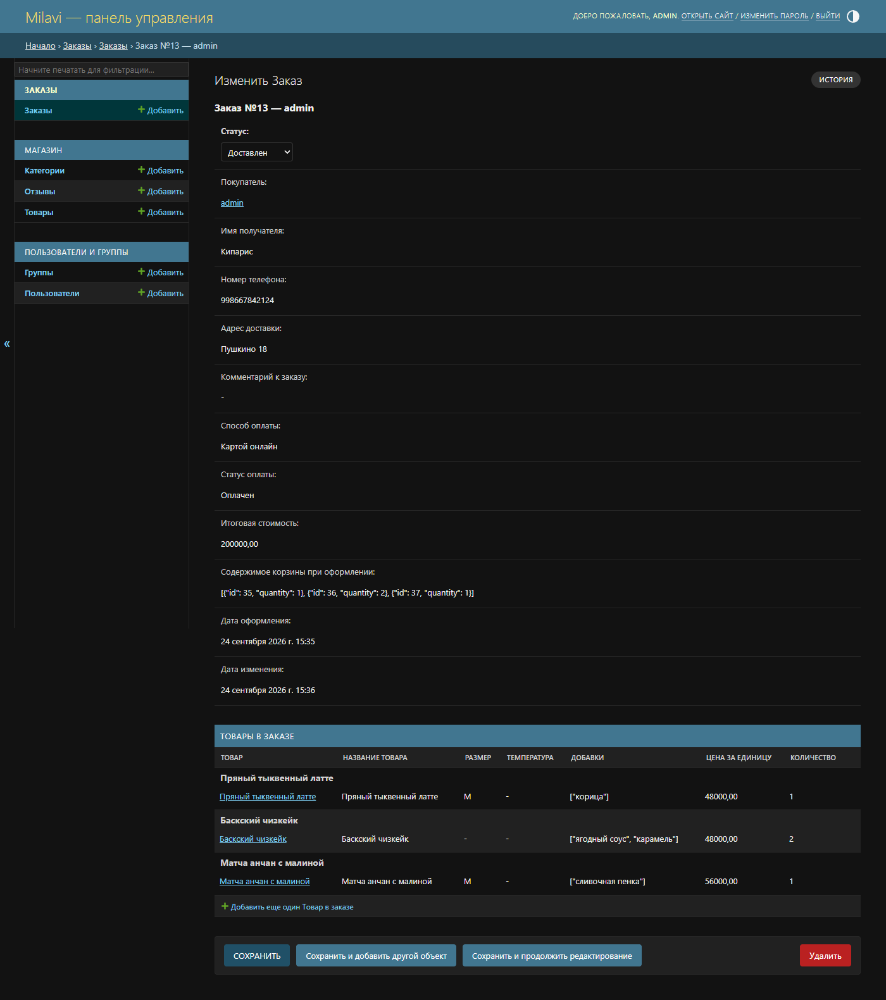 Milavi — панель управления
ДОБРО ПОЖАЛОВАТЬ, ADMIN. ОТКРЫТЬ САЙТ / ИЗМЕНИТЬ ПАРОЛЬ / ВЫЙТИ
Начало › Заказы › Заказы › Заказ №13 — admin
Начните печатать для фильтрации...
ЗАКАЗЫ
Заказы + Добавить
МАГАЗИН
Категории + Добавить
Отзывы + Добавить
Товары + Добавить
ПОЛЬЗОВАТЕЛИ И ГРУППЫ
Группы + Добавить
Пользователи + Добавить
«
Изменить Заказ
ИСТОРИЯ
Заказ №13 — admin
Статус:
Доставлен
Покупатель:
admin
Имя получателя:
Кипарис
Номер телефона:
998667842124
Адрес доставки:
Пушкино 18
Комментарий к заказу:
-
Способ оплаты:
Картой онлайн
Статус оплаты:
Оплачен
Итоговая стоимость:
200000,00
Содержимое корзины при оформлении:
[{"id": 35, "quantity": 1}, {"id": 36, "quantity": 2}, {"id": 37, "quantity": 1}]
Дата оформления:
24 сентября 2026 г. 15:35
Дата изменения:
24 сентября 2026 г. 15:36
ТОВАРЫ В ЗАКАЗЕ
ТОВАР НАЗВАНИЕ ТОВАРА РАЗМЕР ТЕМПЕРАТУРА ДОБАВКИ ЦЕНА ЗА ЕДИНИЦУ КОЛИЧЕСТВО
Пряный тыквенный латте
Пряный тыквенный латте Пряный тыквенный латте M - ["корица"] 48000,00 1
Баскский чизкейк
Баскский чизкейк Баскский чизкейк - - ["ягодный соус", "карамель"] 48000,00 2
Матча анчан с малиной
Матча анчан с малиной Матча анчан с малиной M - ["сливочная пенка"] 56000,00 1
+ Добавить еще один Товар в заказе
СОХРАНИТЬ Сохранить и добавить другой объект Сохранить и продолжить редактирование Удалить